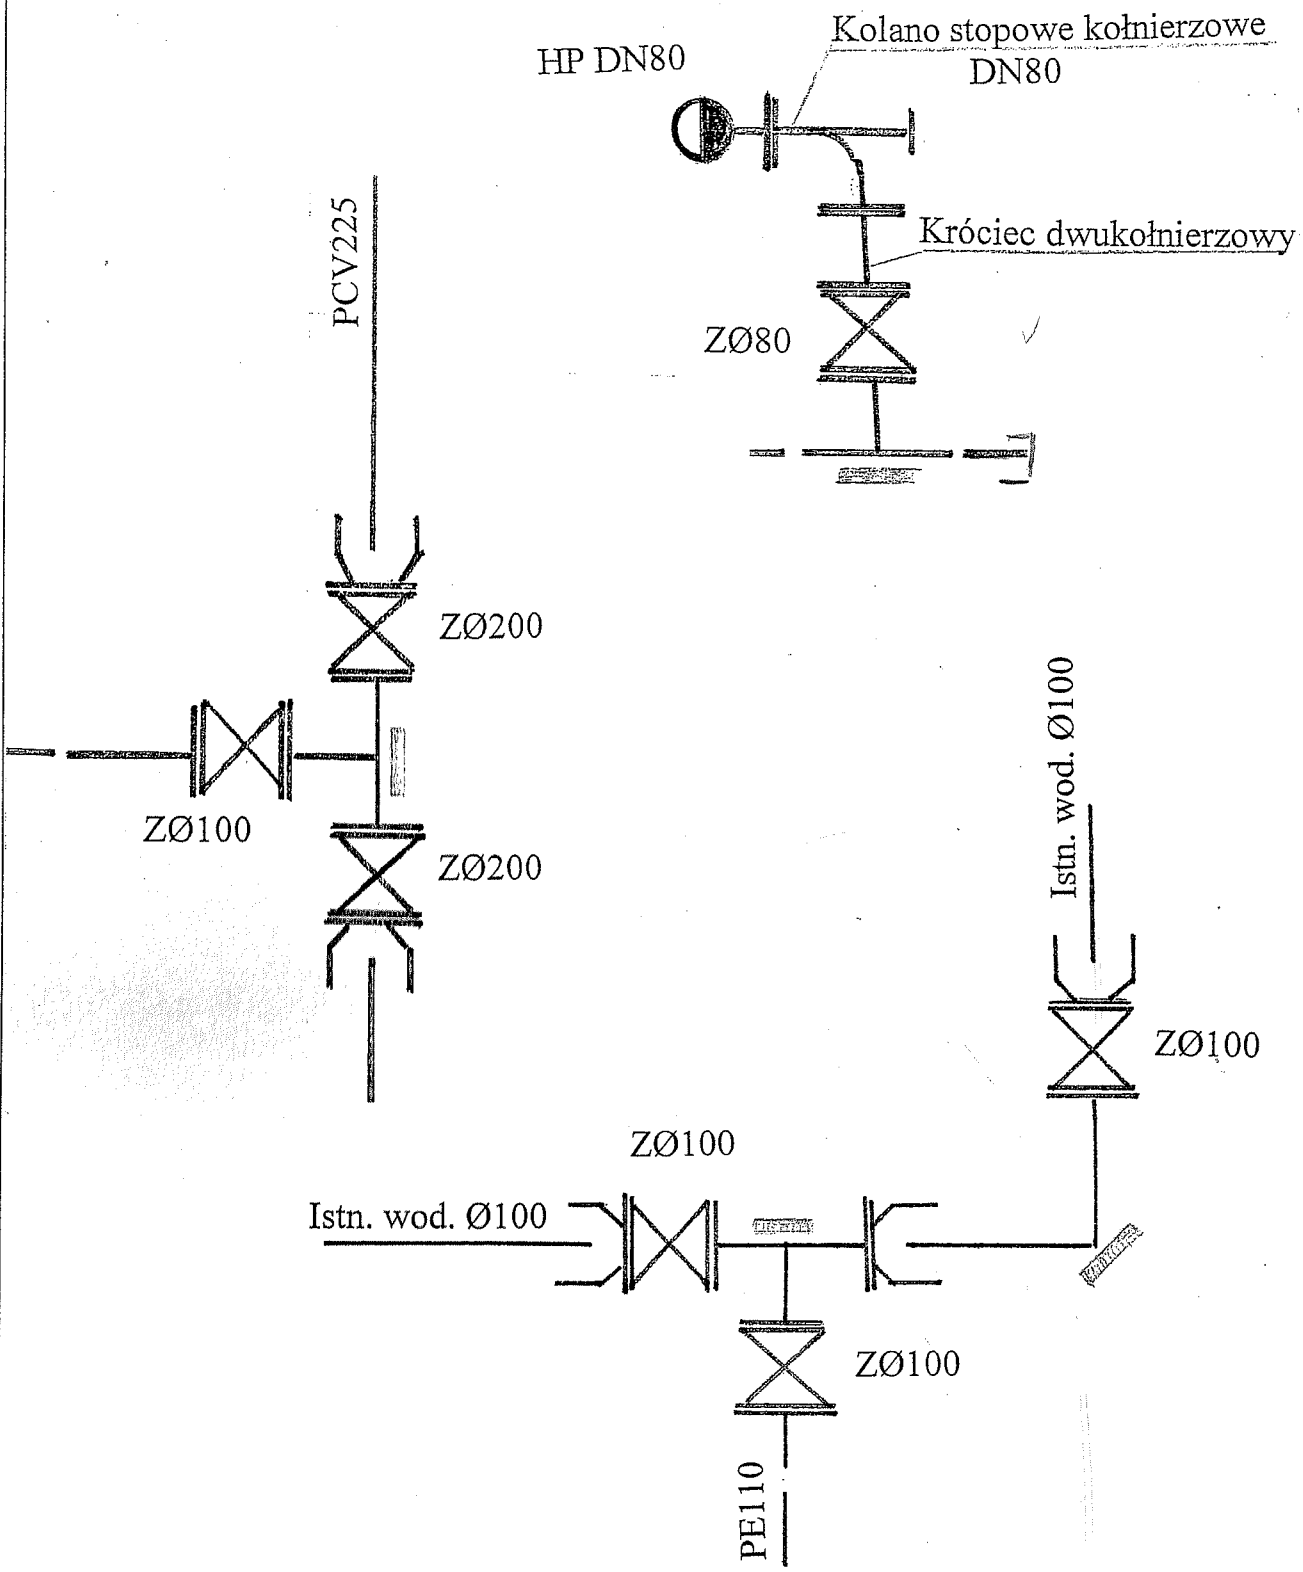 HP DN80
Kolano stopowe kołnierzowe
DN80
PCV225
Króciec dwukołnierzowy
ZØ80
ZØ200
ZØ100
ZØ200
Istn. wod. Ø100
ZØ100
ZØ100
Istn. wod. Ø100
ZØ100
PE110